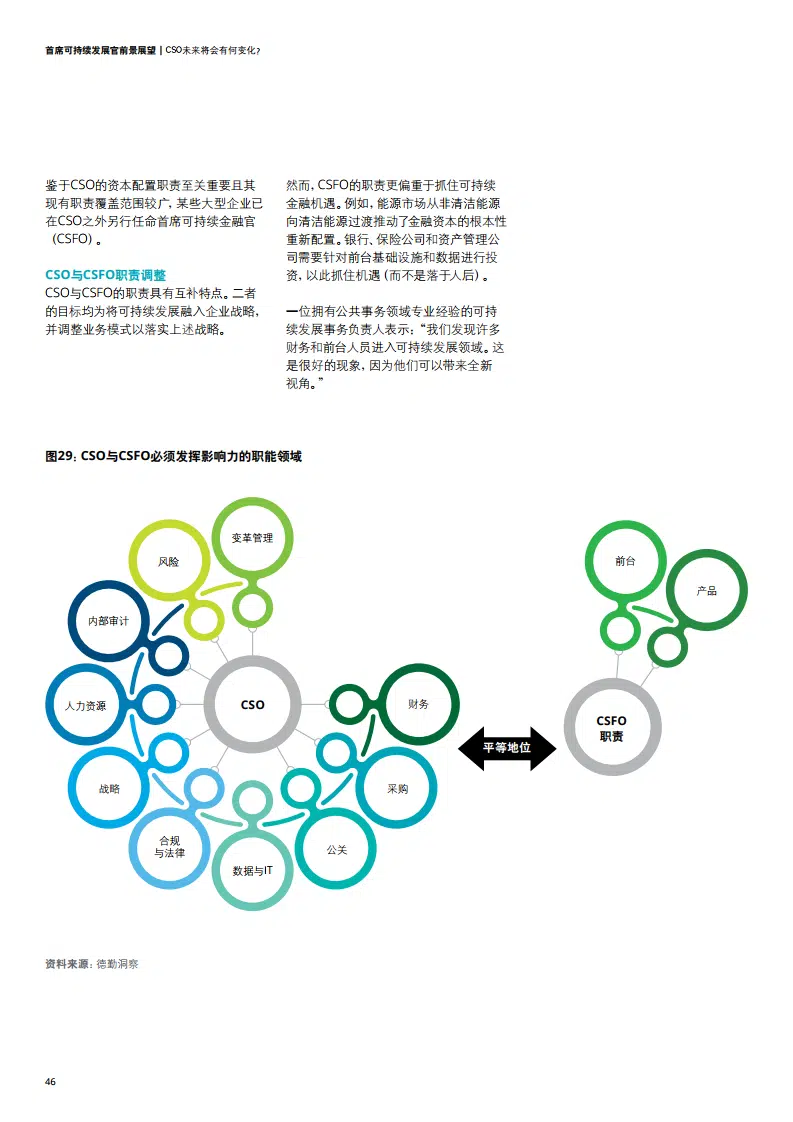 首席可持续发展官前景展望 | CSO未来将会有何变化?
鉴于CSO的资本配置职责至关重要且其
现有职责覆盖范围较广，某些大型企业已
在CSO之外另行任命首席可持续金融官
（CSFO）。
CSO与CSFO职责调整
CSO与CSFO的职责具有互补特点。二者
的目标均为将可持续发展融入企业战略，
并调整业务模式以落实上述战略。
然而，CSFO的职责更偏重于抓住可持续
金融机遇。例如，能源市场从非清洁能源
向清洁能源过渡推动了金融资本的根本性
重新配置。银行、保险公司和资产管理公
司需要针对前台基础设施和数据进行投
资，以此抓住机遇（而不是落于人后）。
一位拥有公共事务领域专业经验的可持
续发展事务负责人表示：“我们发现许多
财务和前台人员进入可持续发展领域。这
是很好的现象，因为他们可以带来全新
视角。”
图29：CSO与CSFO必须发挥影响力的职能领域
变革管理
风险
内部审计
人力资源
战略
合规
与法律
数据与IT
公关
采购
财务
CSO
平等地位
前台
产品
CSFO
职责
资料来源：德勤洞察
46